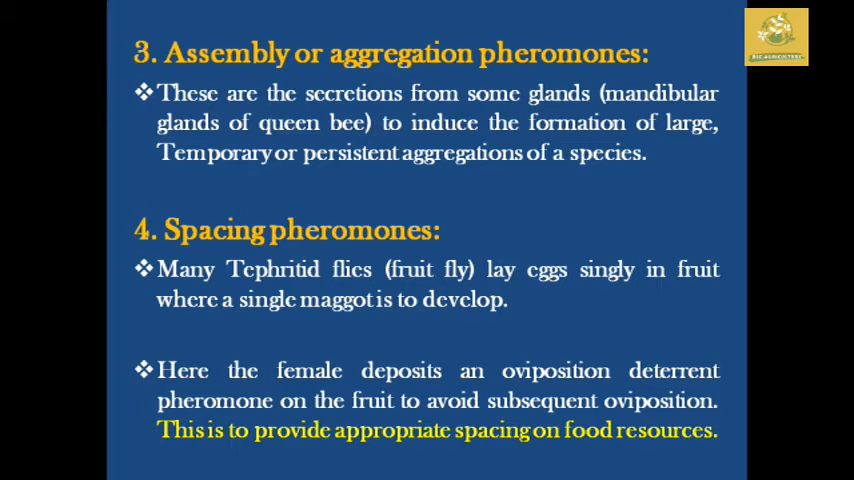 3. Assembly or aggregation pheromones:
❖These are the secretions from some glands (mandibular
glands of queen bee) to induce the formation of large,
Temporary or persistent aggregations of a species.
4. Spacing pheromones:
❖Many Tephritid flies (fruit fly) lay eggs singly in fruit
where a single maggot is to develop.
❖Here the female deposits an oviposition deterrent
pheromone on the fruit to avoid subsequent oviposition.
This is to provide appropriate spacing on food resources.